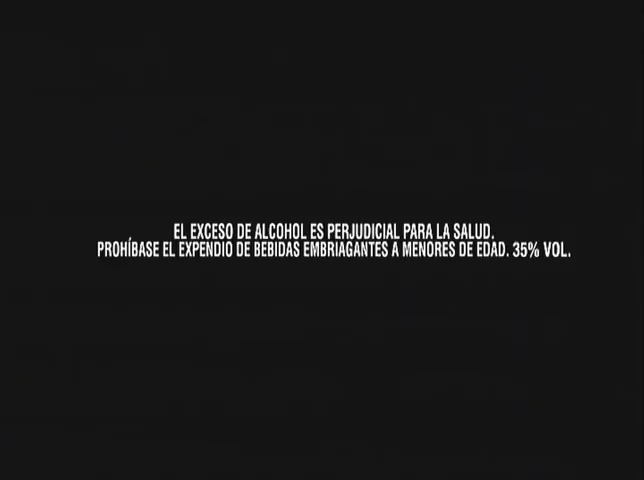 EL EXCESO DE ALCOHOL ES PERJUDICIAL PARA LA SALUD.
PROHÍBASE EL EXPENDIO DE BEBIDAS EMBRIAGANTES A MENORES DE EDAD. 35% VOL.